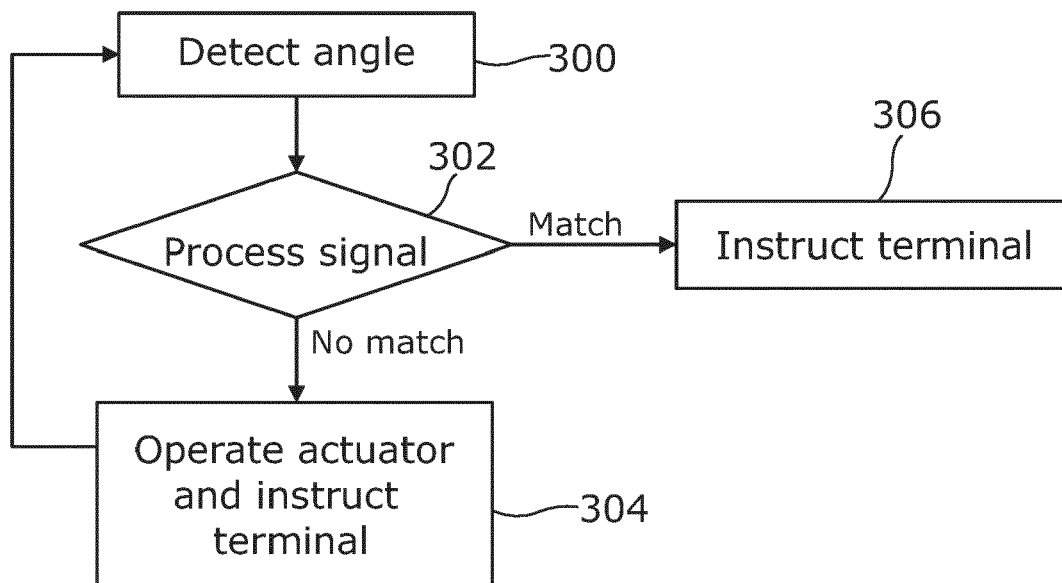 Detect angle
300
302
306
Process signal
Match
Instruct terminal
No match
Operate actuator
and instruct
terminal
304